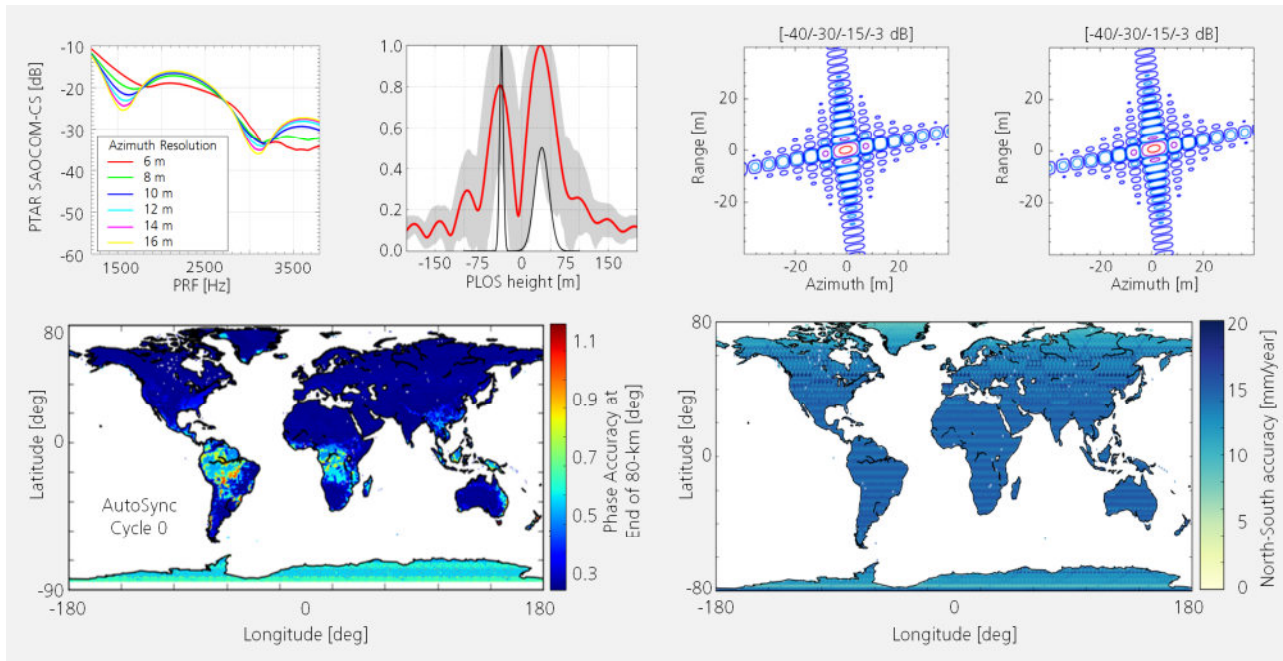 -10
-20
-30
-40
-50
-60
PTAR SAOCOM-CS [dB]
Azimuth Resolution
6 m
8 m
10 m
12 m
14 m
16 m
1500
2500
3500
PRF [Hz]
1.0
0.8
0.6
0.4
0.2
0.0
-150
-75
0
75
150
PLOS height [m]
[-40/-30/-15/-3 dB]
20
0
-20
Range [m]
-20
0
20
Azimuth [m]
[-40/-30/-15/-3 dB]
20
0
-20
Range [m]
-20
0
20
Azimuth [m]
80
0
-90
Latitude [deg]
AutoSync
Cycle 0
-180
0
180
Longitude [deg]
1.1
0.9
0.7
0.5
0.3
Phase Accuracy at
End of 80-km [deg]
80
0
-80
Latitude [deg]
-180
0
180
Longitude [deg]
20
15
10
5
0
North-South accuracy [mm/year]